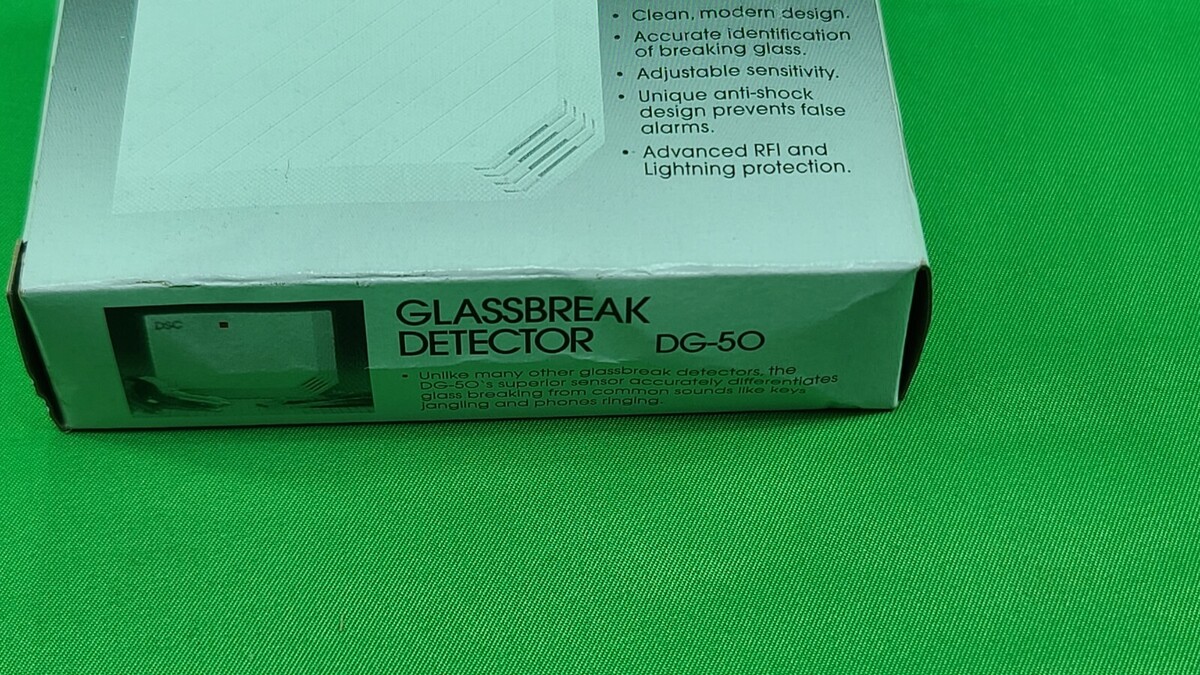 • Clean, modern design.
• Accurate identification
of breaking glass.
• Adjustable sensitivity.
• Unique anti-shock
design prevents false
alarms.
• Advanced RFI and
Lightning protection.
DSC
GLASSBREAK
DETECTOR DG-50
• Unlike many other glassbreak detectors, the
DG-50's superior sensor accurately differentiates
glass breaking from common sounds like keys
jangling and phones ringing.